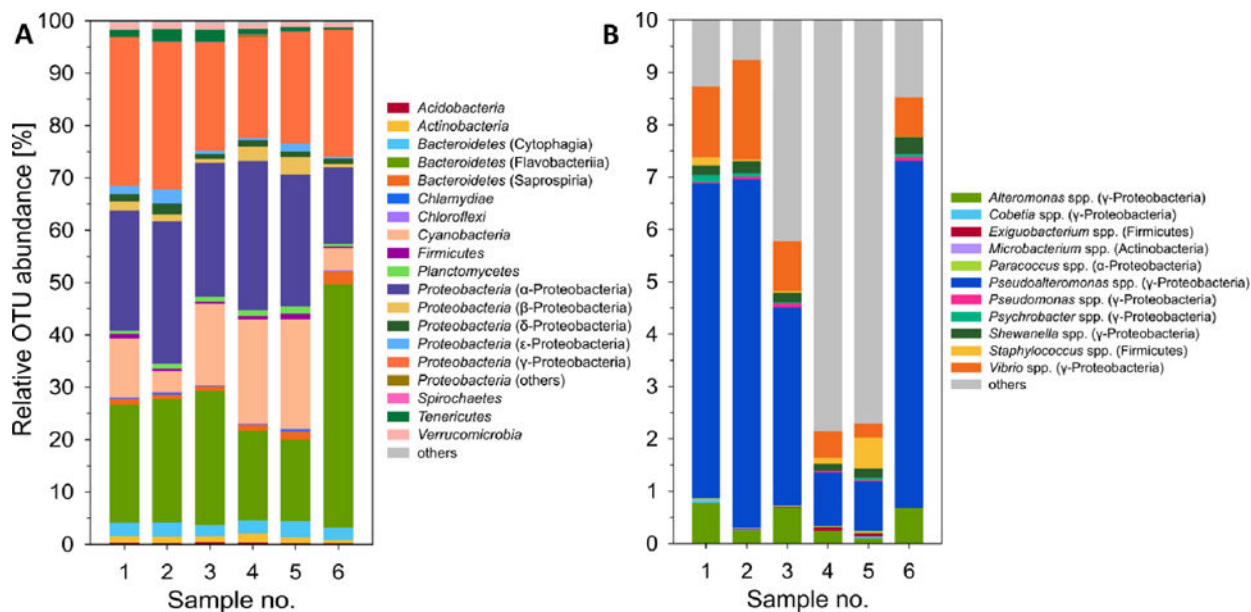 A
Relative OTU abundance [%]
100
90
80
70
60
50
40
30
20
10
0
1 2 3 4 5 6
Sample no.
Acidobacteria
Actinobacteria
Bacteroidetes (Cytophagia)
Bacteroidetes (Flavobacteriia)
Bacteroidetes (Saprospiria)
Chlamydiae
Chloroflexi
Cyanobacteria
Firmicutes
Planctomycetes
Proteobacteria (α-Proteobacteria)
Proteobacteria (β-Proteobacteria)
Proteobacteria (δ-Proteobacteria)
Proteobacteria (ε-Proteobacteria)
Proteobacteria (γ-Proteobacteria)
Proteobacteria (others)
Spirochaetes
Tenericutes
Verrucomicrobia
others
B
10
9
8
7
6
5
4
3
2
1
0
1 2 3 4 5 6
Sample no.
Alteromonas spp. (γ-Proteobacteria)
Cobetia spp. (γ-Proteobacteria)
Exiguobacterium spp. (Firmicutes)
Microbacterium spp. (Actinobacteria)
Paracoccus spp. (α-Proteobacteria)
Pseudoalteromonas spp. (γ-Proteobacteria)
Pseudomonas spp. (γ-Proteobacteria)
Psychrobacter spp. (γ-Proteobacteria)
Shewanella spp. (γ-Proteobacteria)
Staphylococcus spp. (Firmicutes)
Vibrio spp. (γ-Proteobacteria)
others